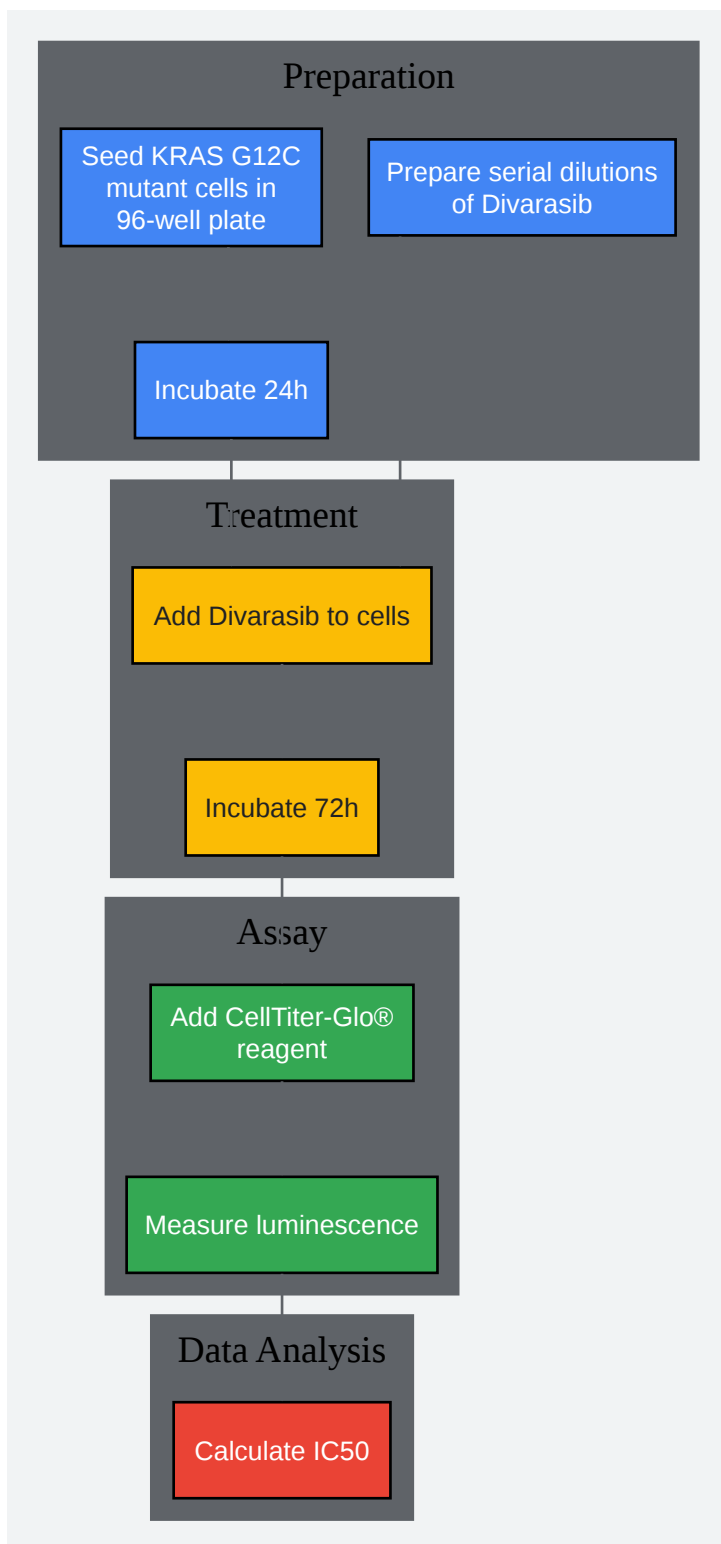 Preparation
Seed KRAS G12C
mutant cells in
96-well plate
Prepare serial dilutions
of Divarasib
Incubate 24h
Treatment
Add Divarasib to cells
Incubate 72h
Assay
Add CellTiter-Glo®
reagent
Measure luminescence
Data Analysis
Calculate IC50